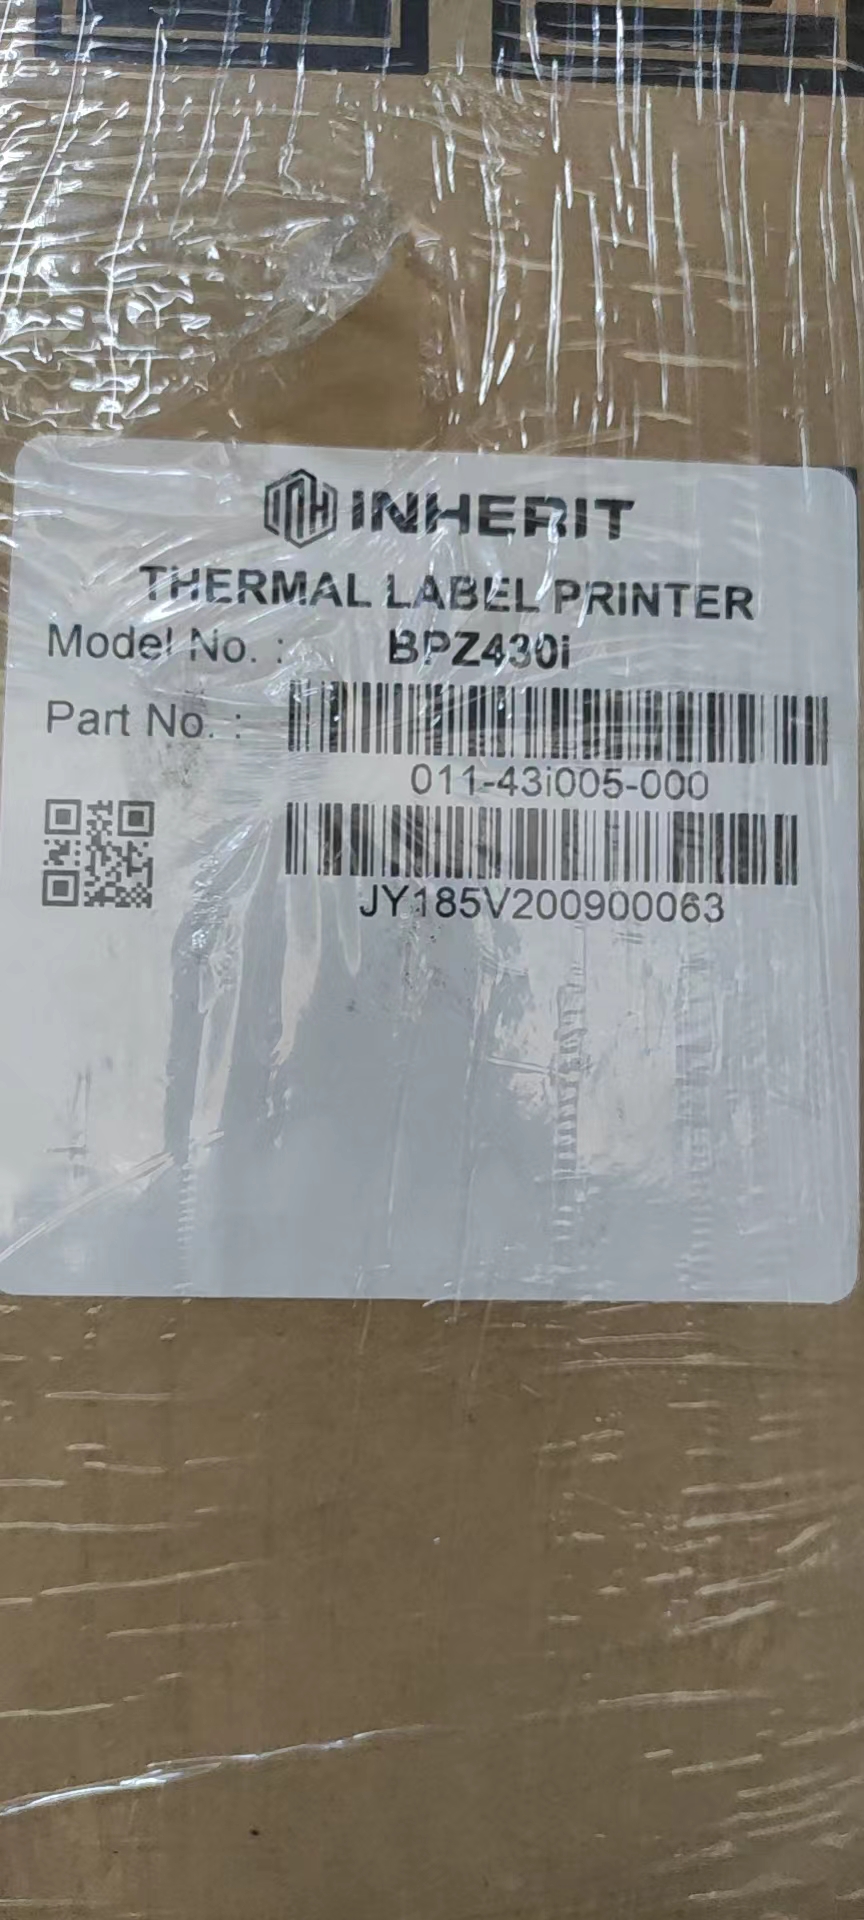 INHERIT
THERMAL LABEL PRINTER
Model No. : BPZ430i
Part No. :
011-43i005-000
JY185V200900063